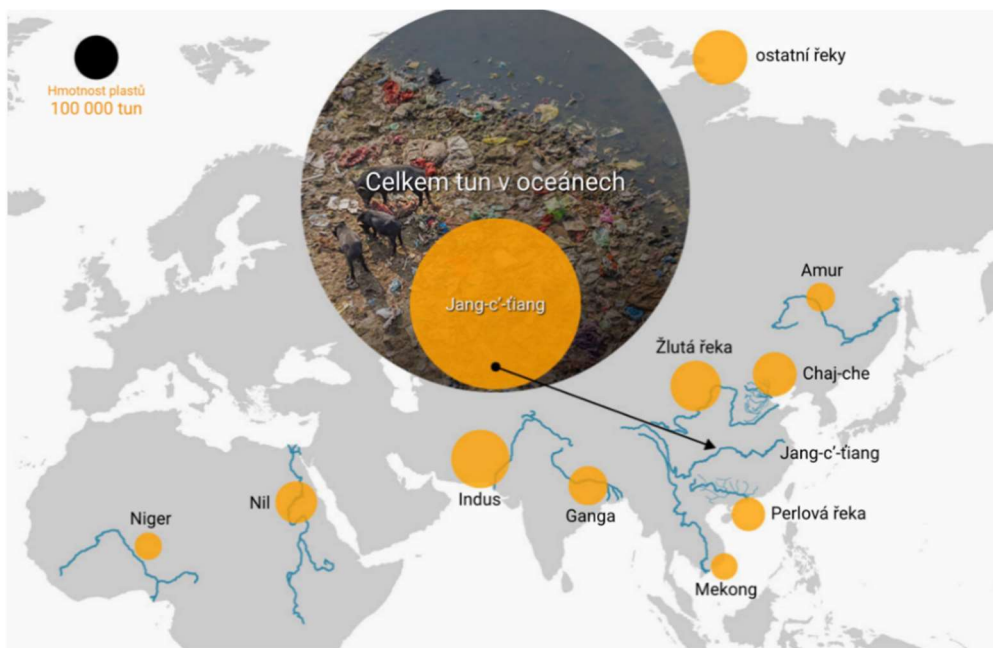 Hmotnost plastů
100 000 tun
ostatní řeky
Celkem tun v oceánech
Jang-c'-ťiang
Amur
Žlutá řeka
Chaj-che
Jang-c'-ťiang
Indus
Ganga
Nil
Niger
Perlová řeka
Mekong